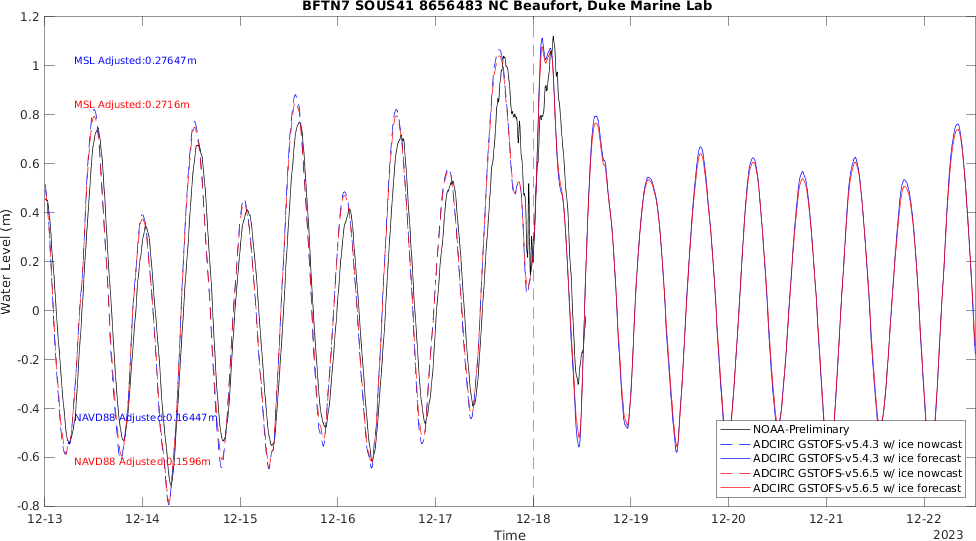 BFTN7 SOUS41 8656483 NC Beaufort, Duke Marine Lab
1.2
1
0.8
0.6
0.4
0.2
0
-0.2
-0.4
-0.6
-0.8
Water Level (m)
MSL Adjusted:0.27647m
MSL Adjusted:0.2716m
NAVD88 Adjusted:0.16447m
NAVD88 Adjusted:0.1596m
NOAA-Preliminary
ADCIRC GSTOFS-v5.4.3 w/ ice nowcast
ADCIRC GSTOFS-v5.4.3 w/ ice forecast
ADCIRC GSTOFS-v5.6.5 w/ ice nowcast
ADCIRC GSTOFS-v5.6.5 w/ ice forecast
12-13 12-14 12-15 12-16 12-17 12-18 12-19 12-20 12-21 12-22
Time
2023